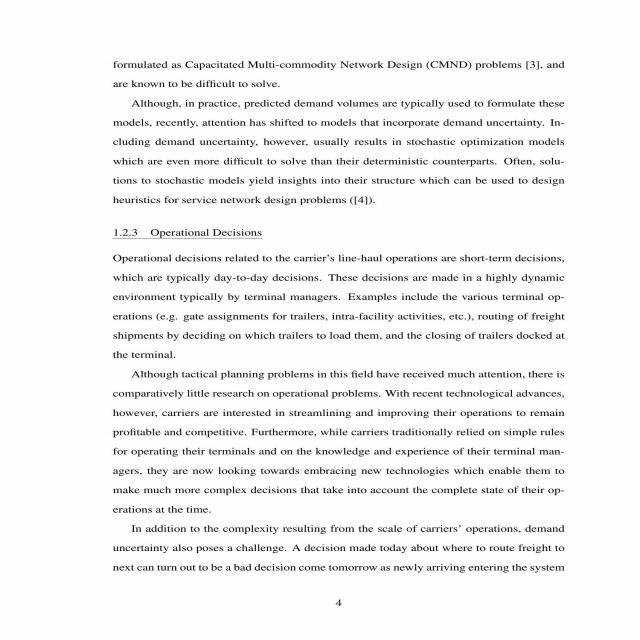 formulated as Capacitated Multi-commodity Network Design (CMND) problems [3], and
are known to be difficult to solve.
Although, in practice, predicted demand volumes are typically used to formulate these
models, recently, attention has shifted to models that incorporate demand uncertainty. In-
cluding demand uncertainty, however, usually results in stochastic optimization models
which are even more difficult to solve than their deterministic counterparts. Often, solu-
tions to stochastic models yield insights into their structure which can be used to design
heuristics for service network design problems ([4]).
1.2.3 Operational Decisions
Operational decisions related to the carrier's line-haul operations are short-term decisions,
which are typically day-to-day decisions. These decisions are made in a highly dynamic
environment typically by terminal managers. Examples include the various terminal op-
erations (e.g. gate assignments for trailers, intra-facility activities, etc.), routing of freight
shipments by deciding on which trailers to load them, and the closing of trailers docked at
the terminal.
Although tactical planning problems in this field have received much attention, there is
comparatively little research on operational problems. With recent technological advances,
however, carriers are interested in streamlining and improving their operations to remain
profitable and competitive. Furthermore, while carriers traditionally relied on simple rules
for operating their terminals and on the knowledge and experience of their terminal man-
agers, they are now looking towards embracing new technologies which enable them to
make much more complex decisions that take into account the complete state of their op-
erations at the time.
In addition to the complexity resulting from the scale of carriers' operations, demand
uncertainty also poses a challenge. A decision made today about where to route freight to
next can turn out to be a bad decision come tomorrow as newly arriving entering the system
4